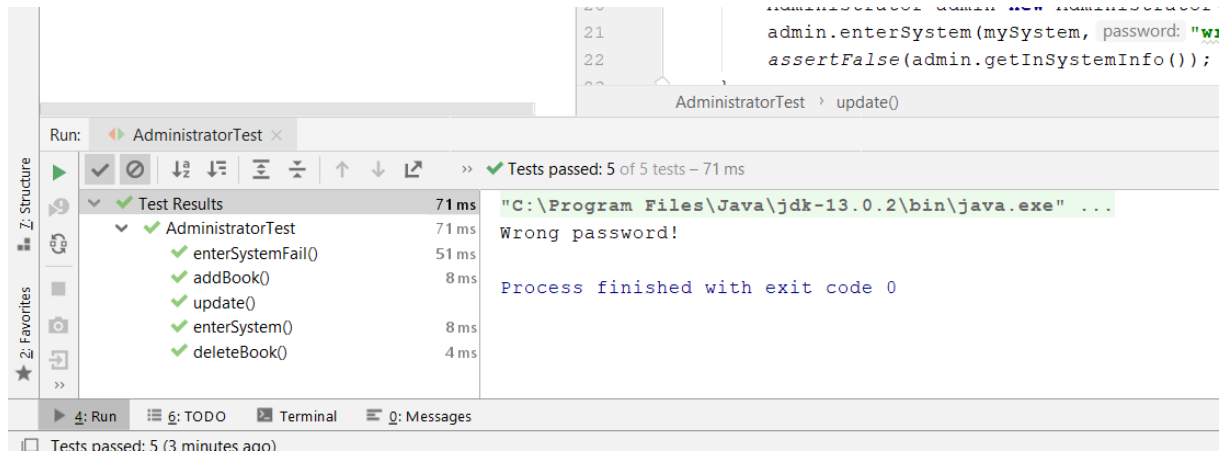 21 admin.enterSystem(mySystem, password: "wr
22 assertFalse(admin.getInSystemInfo());
AdministratorTest › update()
Run: AdministratorTest
Tests passed: 5 of 5 tests – 71 ms
Test Results 71 ms
AdministratorTest 71 ms
enterSystemFail() 51 ms
addBook() 8 ms
update()
enterSystem() 8 ms
deleteBook() 4 ms
"C:\Program Files\Java\jdk-13.0.2\bin\java.exe" ...
Wrong password!
Process finished with exit code 0
Z: Structure
2: Favorites
4: Run 6: TODO Terminal 0: Messages
Tests passed: 5 (3 minutes ago)